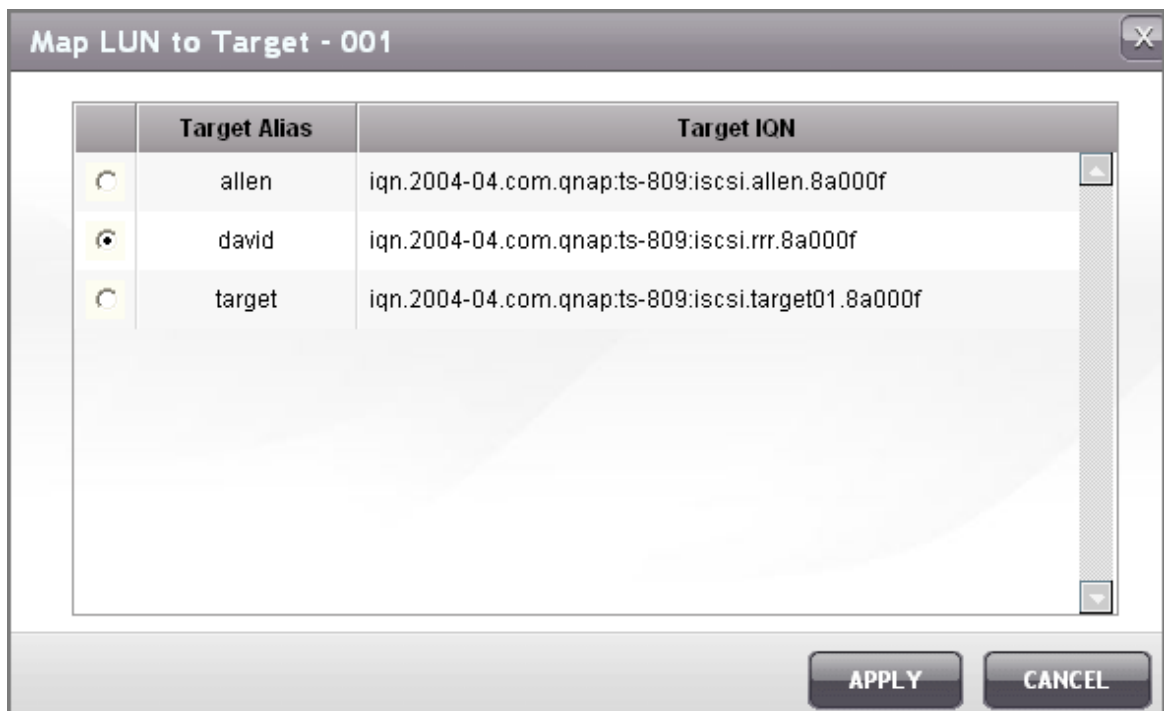 Map LUN to Target - 001
X
Target Alias Target IQN
allen iqn.2004-04.com.qnap:ts-809:iscsi.allen.8a000f
david iqn.2004-04.com.qnap:ts-809:iscsi.rrr.8a000f
target iqn.2004-04.com.qnap:ts-809:iscsi.target01.8a000f
APPLY CANCEL